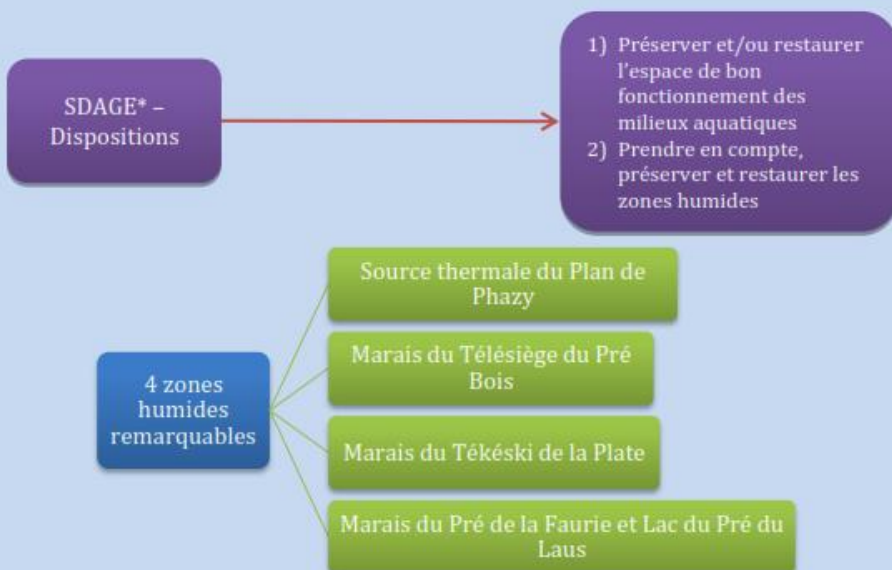 SDAGE* –
Dispositions
1) Préserver et/ou restaurer
l'espace de bon
fonctionnement des
milieux aquatiques
2) Prendre en compte,
préserver et restaurer les
zones humides
4 zones
humides
remarquables
Source thermale du Plan de
Phazy
Marais du Télésiège du Pré
Bois
Marais du Tékéski de la Plate
Marais du Pré de la Faurie et Lac du Pré du
Laus